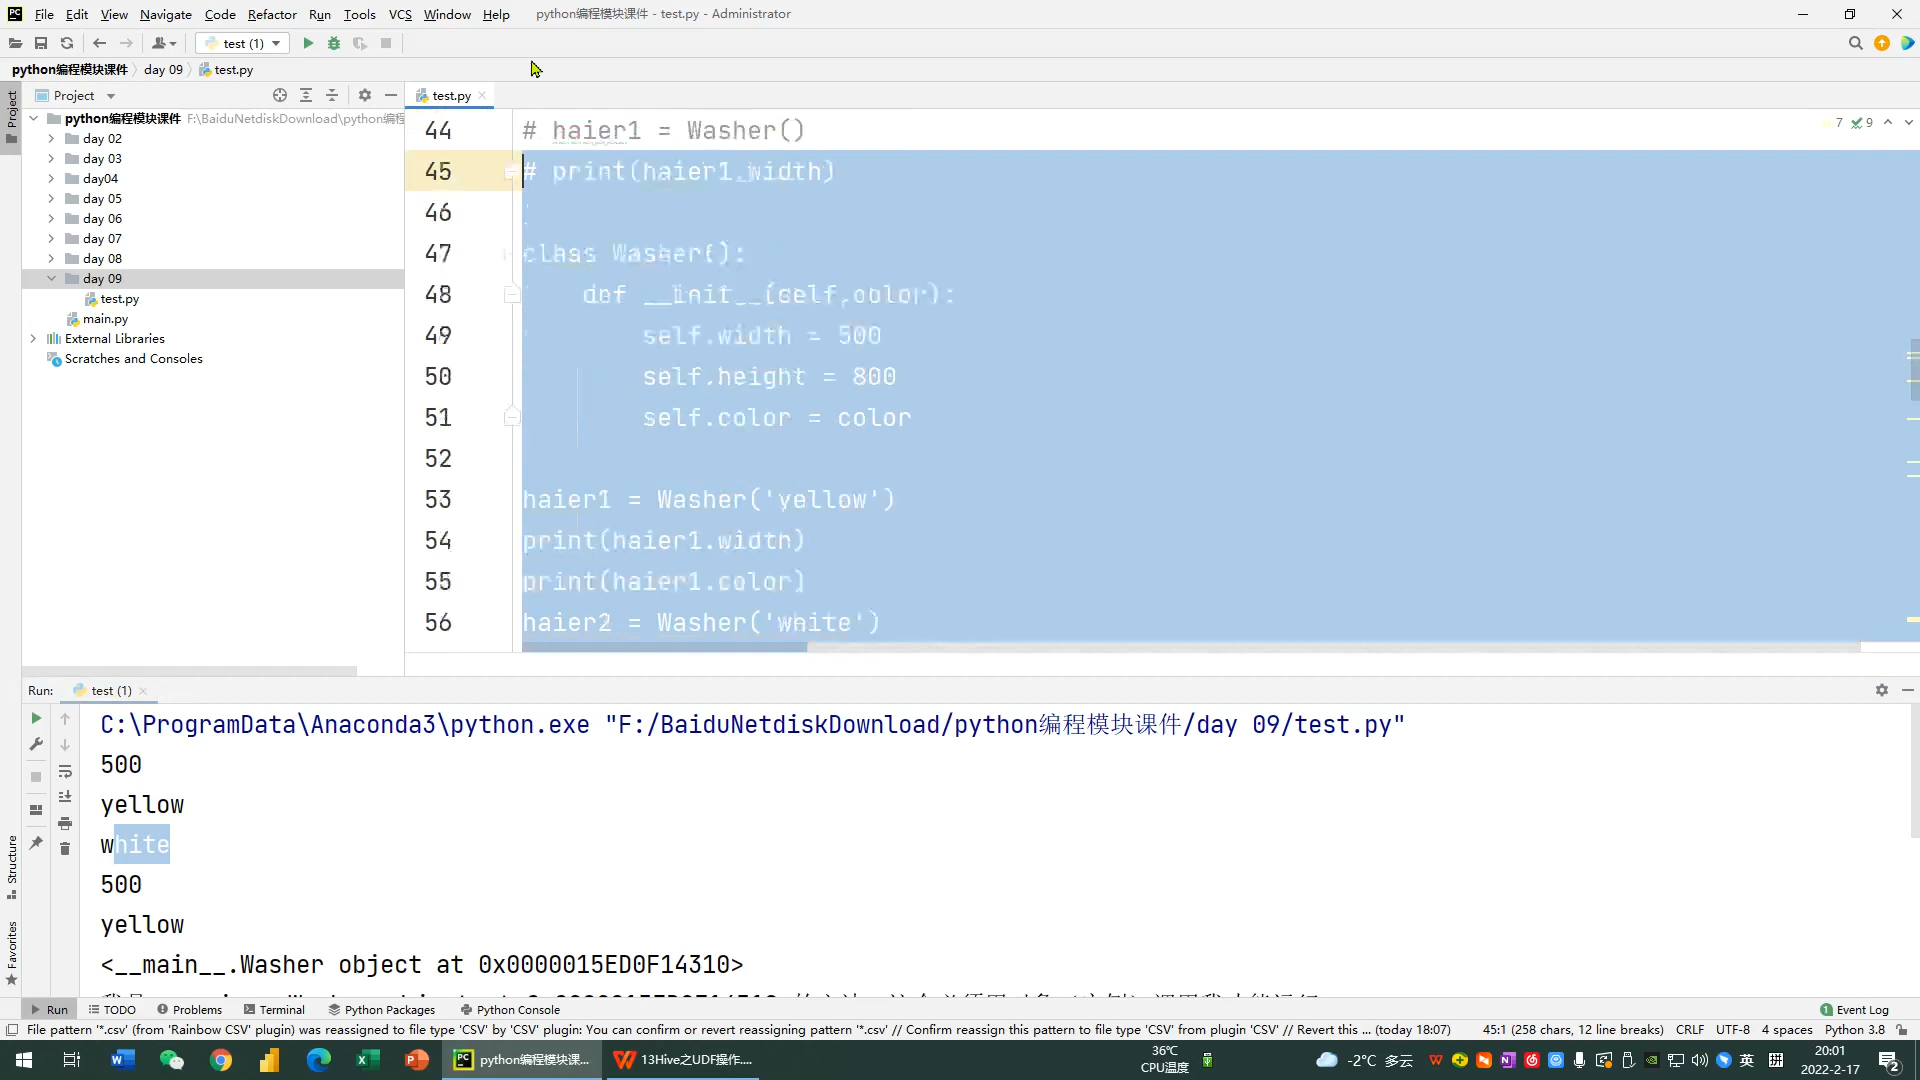 File Edit View Navigate Code Refactor Run Tools VCS Window Help python编程模块课件 - test.py - Administrator
test (1)
python编程模块课件 day 09 test.py
Project
Project
test.py
python编程模块课件 F:\BaiduNetdiskDownload\python编程
day 02
day 03
day04
day 05
day 06
day 07
day 08
day 09
test.py
main.py
External Libraries
Scratches and Consoles
7 9
44 # haier1 = Washer()
45 # print(haier1.width)
46
47 class Washer():
48 def __init__(self,color):
49 self.width = 500
50 self.height = 800
51 self.color = color
52
53 haier1 = Washer('yellow')
54 print(haier1.width)
55 print(haier1.color)
56 haier2 = Washer('white')
Run: test (1)
C:\ProgramData\Anaconda3\python.exe "F:/BaiduNetdiskDownload/python编程模块课件/day 09/test.py"
500
yellow
white
500
yellow
<__main__.Washer object at 0x0000015ED0F14310>
Structure
Favorites
Run TODO Problems Terminal Python Packages Python Console 1 Event Log
File pattern '*.csv' (from 'Rainbow CSV' plugin) was reassigned to file type 'CSV' by 'CSV' plugin: You can confirm or revert reassigning pattern '*.csv' // Confirm reassign this pattern to file type 'CSV' from plugin 'CSV' // Revert this ... (today 18:07) 45:1 (258 chars, 12 line breaks) CRLF UTF-8 4 spaces Python 3.8
python编程模块课... 13Hive之UDF操作....
36℃
CPU温度
-2°C 多云
英
20:01
2022-2-17
2